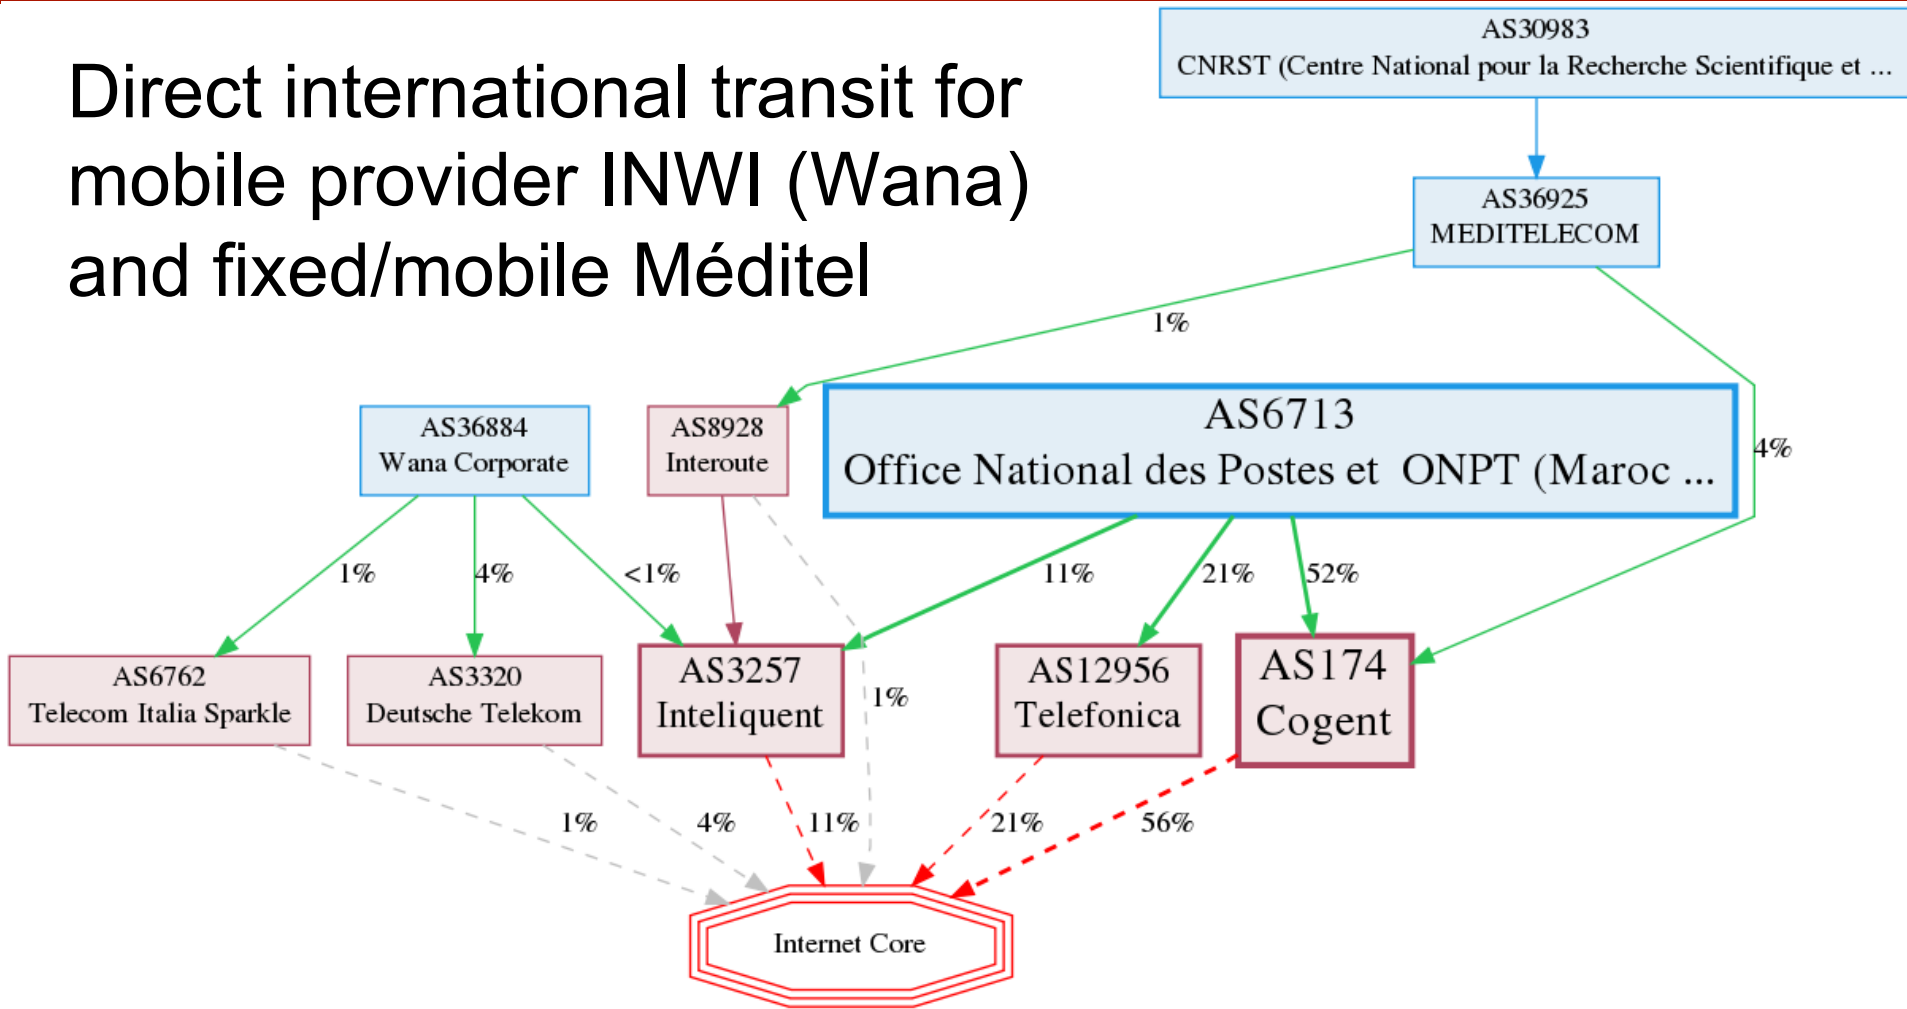 Direct international transit for
mobile provider INWI (Wana)
and fixed/mobile Méditel
AS30983
CNRST (Centre National pour la Recherche Scientifique et ...
AS36925
MEDITELECOM
1%
4%
AS36884
Wana Corporate
AS8928
Interoute
AS6713
Office National des Postes et ONPT (Maroc ...
1%
4%
<1%
11%
21%
52%
AS6762
Telecom Italia Sparkle
AS3320
Deutsche Telekom
AS3257
Inteliquent
AS12956
Telefonica
AS174
Cogent
1%
1%
4%
11%
21%
56%
Internet Core